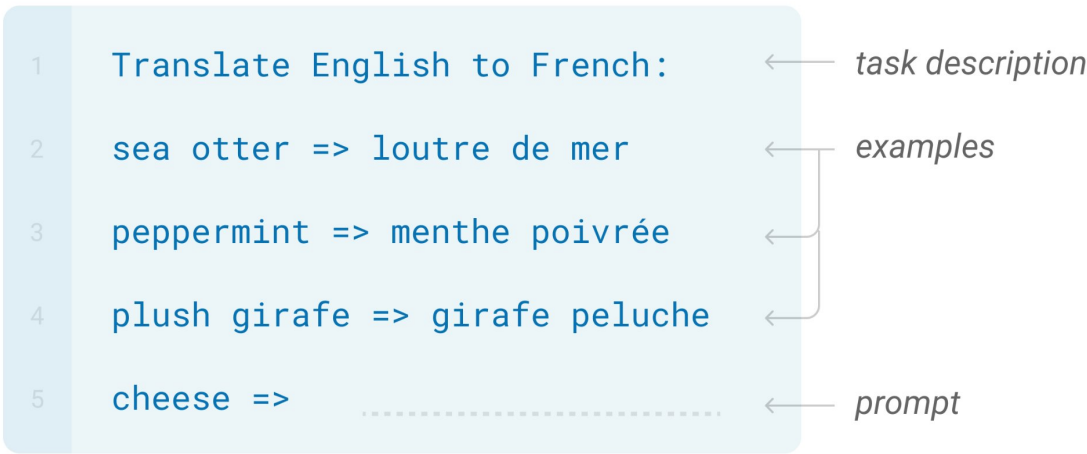 1 Translate English to French: task description
2 sea otter => loutre de mer examples
3 peppermint => menthe poivrée
4 plush girafe => girafe peluche
5 cheese => prompt